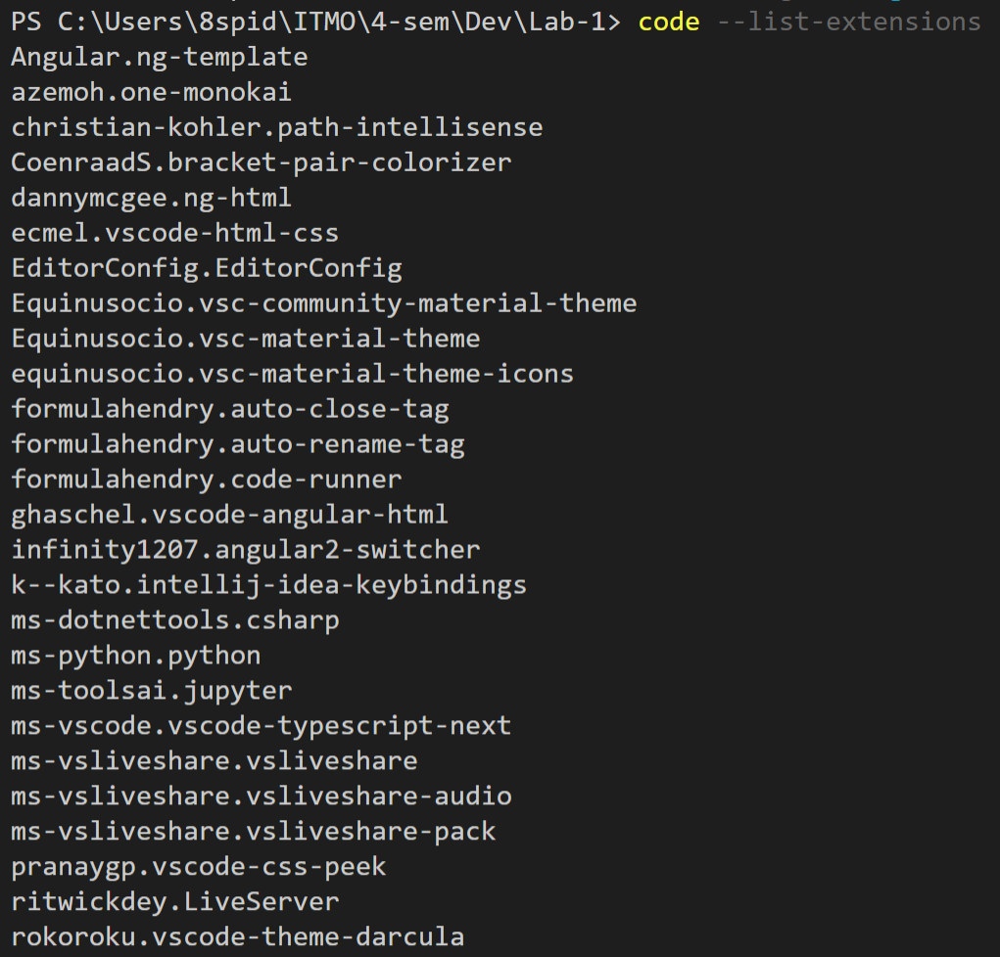 PS C:\Users\8spid\ITMO\4-sem\Dev\Lab-1> code --list-extensions
Angular.ng-template
azemoh.one-monokai
christian-kohler.path-intellisense
CoenraadS.bracket-pair-colorizer
dannymcgee.ng-html
ecmel.vscode-html-css
EditorConfig.EditorConfig
Equinusocio.vsc-community-material-theme
Equinusocio.vsc-material-theme
equinusocio.vsc-material-theme-icons
formulahendry.auto-close-tag
formulahendry.auto-rename-tag
formulahendry.code-runner
ghaschel.vscode-angular-html
infinity1207.angular2-switcher
k--kato.intellij-idea-keybindings
ms-dotnettools.csharp
ms-python.python
ms-toolsai.jupyter
ms-vscode.vscode-typescript-next
ms-vsliveshare.vsliveshare
ms-vsliveshare.vsliveshare-audio
ms-vsliveshare.vsliveshare-pack
pranaygp.vscode-css-peek
ritwickdey.LiveServer
rokoroku.vscode-theme-darcula